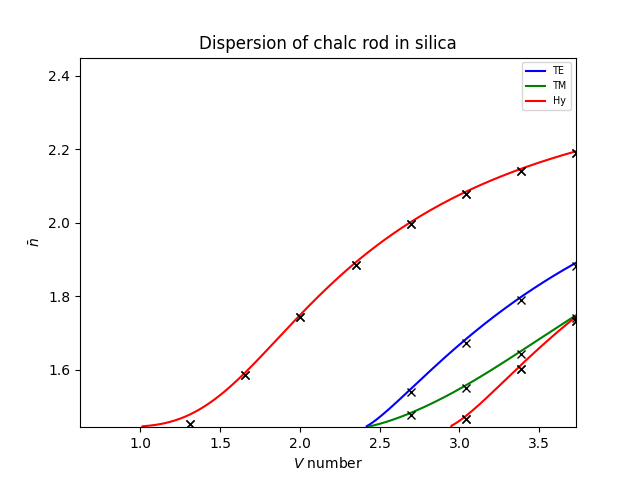 Dispersion of chalc rod in silica
TE
TM
Hy
2.4
2.2
2.0
1.8
1.6
n̄
1.0 1.5 2.0 2.5 3.0 3.5
V number